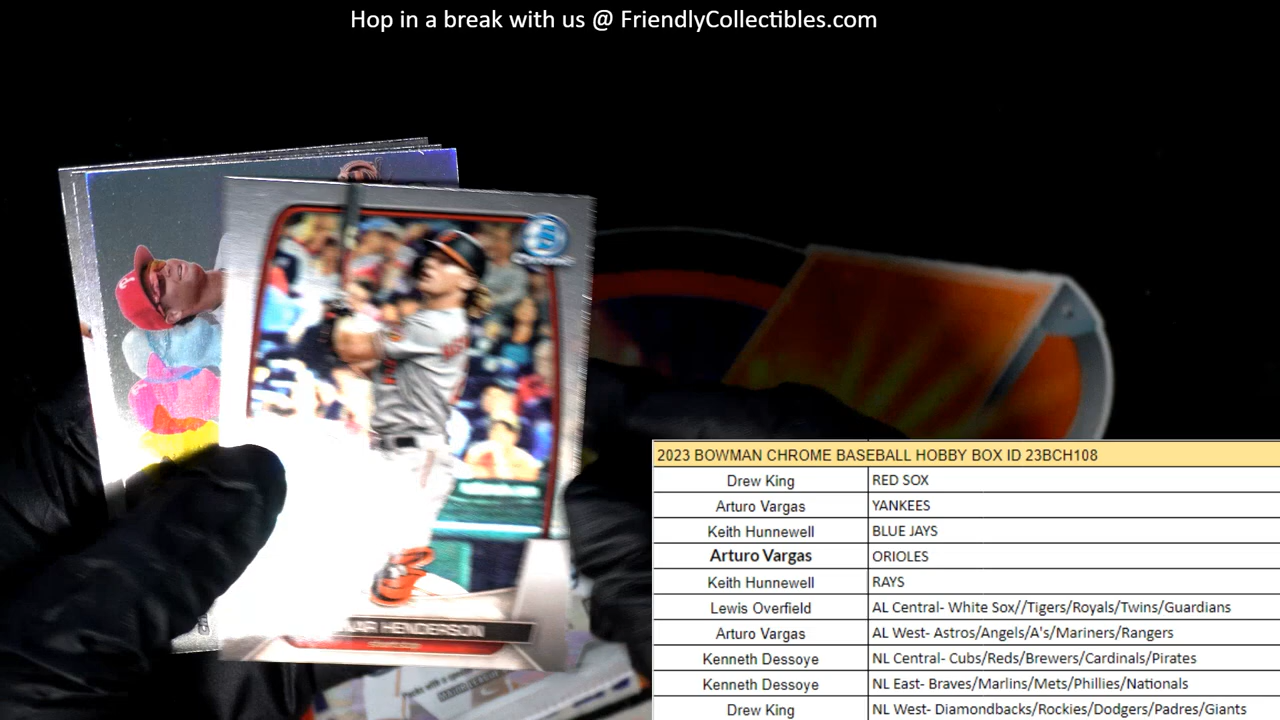 Hop in a break with us @ FriendlyCollectibles.com
HENDERSON
2023 BOWMAN CHROME BASEBALL HOBBY BOX ID 23BCH108
Drew King RED SOX
Arturo Vargas YANKEES
Keith Hunnewell BLUE JAYS
Arturo Vargas ORIOLES
Keith Hunnewell RAYS
Lewis Overfield AL Central- White Sox//Tigers/Royals/Twins/Guardians
Arturo Vargas AL West- Astros/Angels/A's/Mariners/Rangers
Kenneth Dessoye NL Central- Cubs/Reds/Brewers/Cardinals/Pirates
Kenneth Dessoye NL East- Braves/Marlins/Mets/Phillies/Nationals
Drew King NL West- Diamondbacks/Rockies/Dodgers/Padres/Giants